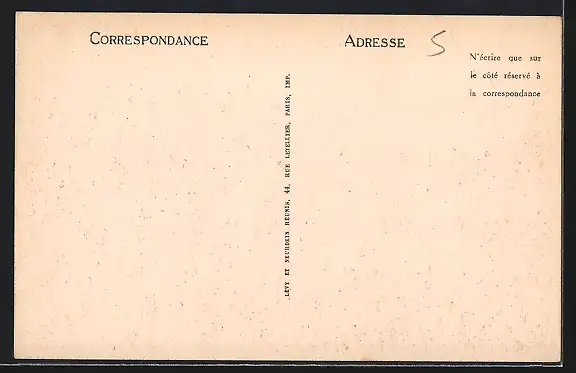 CORRESPONDANCE
ADRESSE
5
N'écrire que sur
le côté réservé à
la correspondance
LÉVY ET NEURDEIN RÉUNIS, 44, RUE LETELLIER, PARIS, IMP.